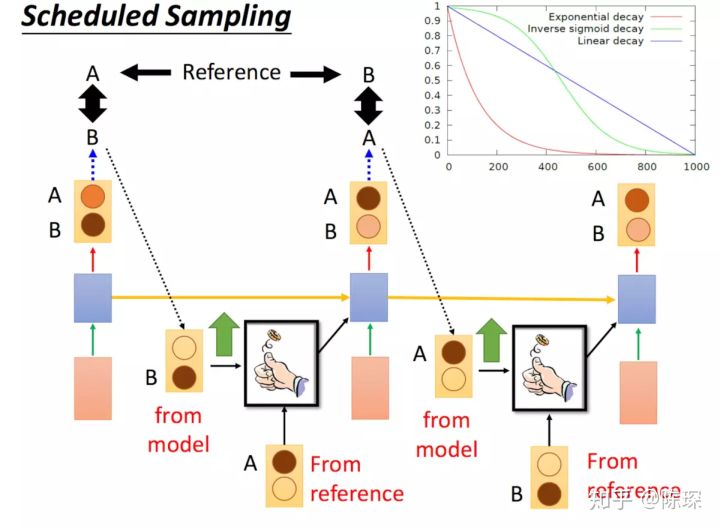 Scheduled Sampling
1
0.9
0.8
0.7
0.6
0.5
0.4
0.3
0.2
0.1
0
0 200 400 600 800 1000
Exponential decay
Inverse sigmoid decay
Linear decay
A Reference B
B A
A
B
A
B
A
B
B
from
model
A
From
reference
A
from
model
B
From
reference
知乎 @陈琛